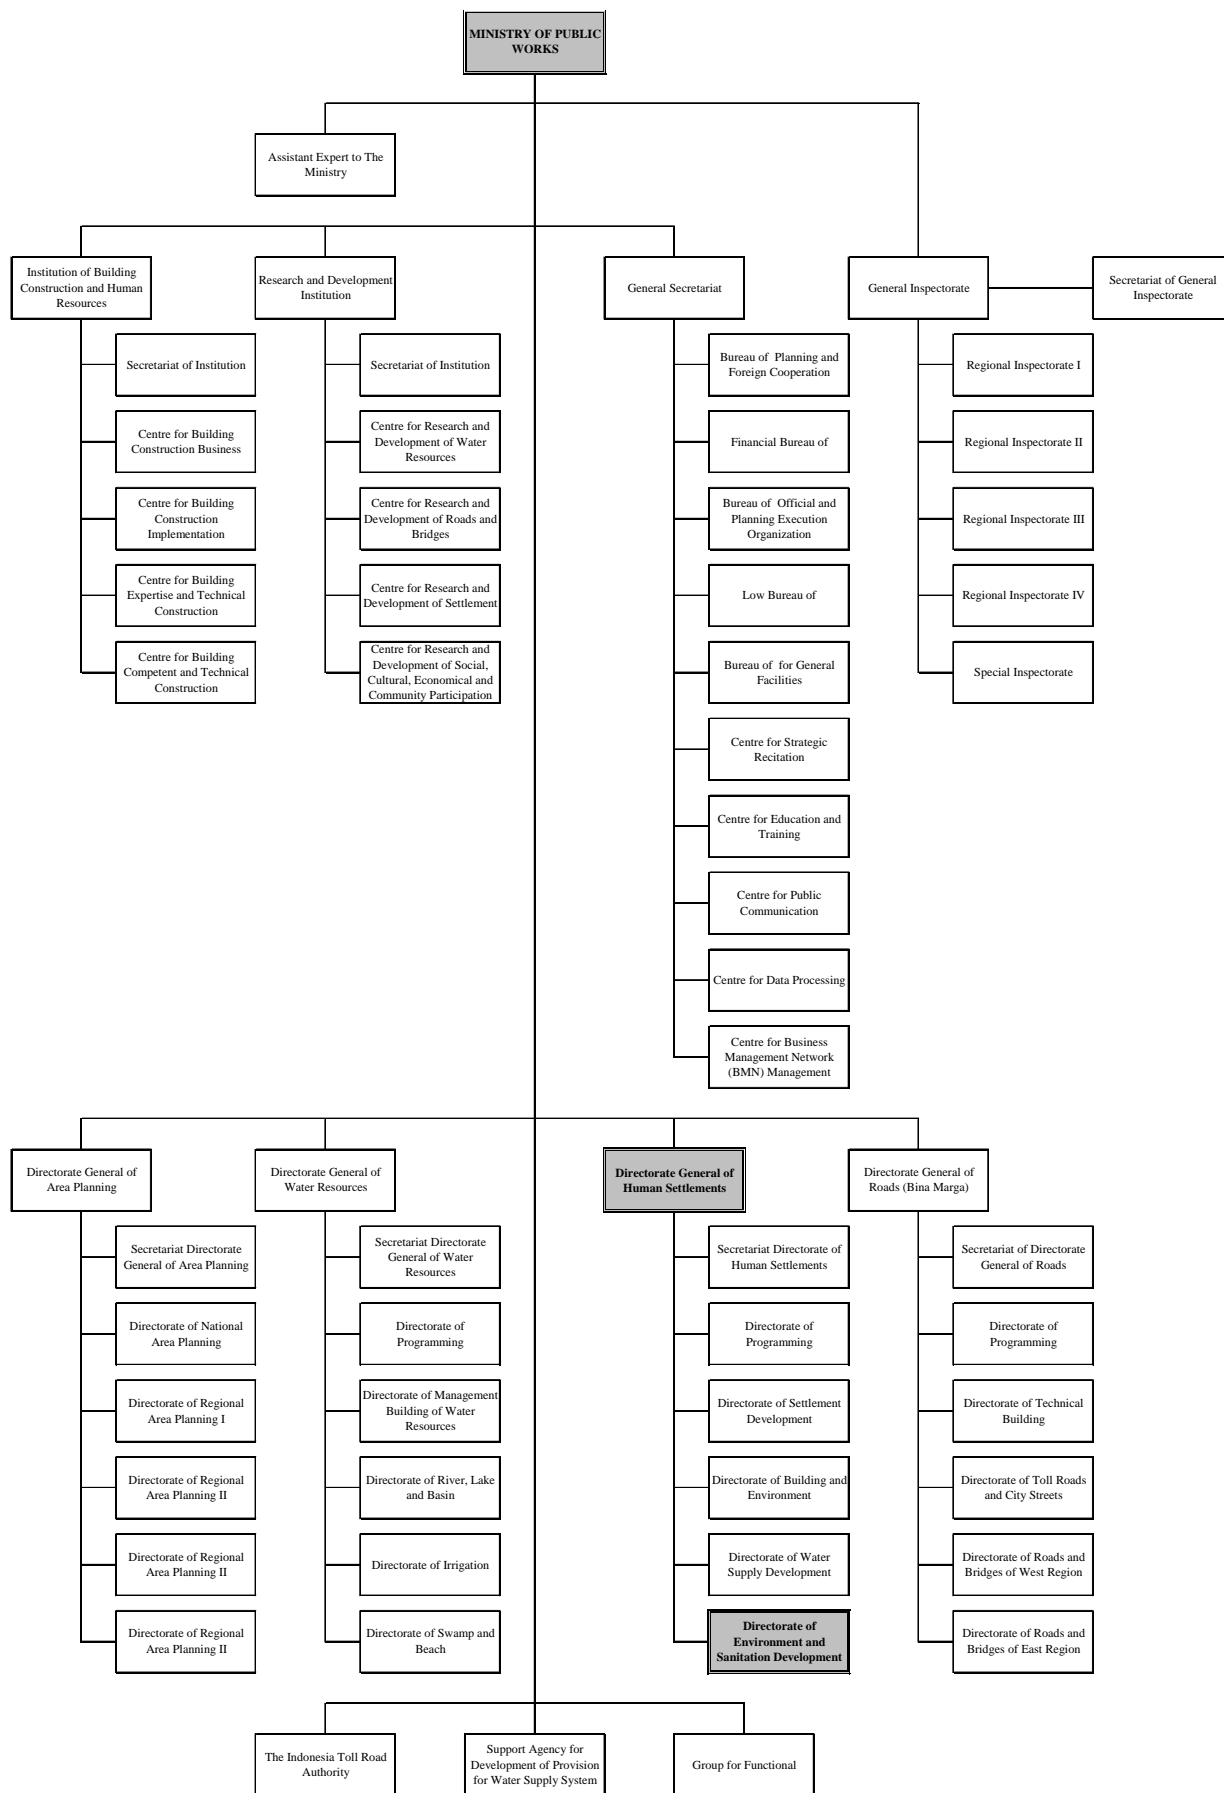 MINISTRY OF PUBLIC
WORKS
Assistant Expert to The
Ministry
Institution of Building
Construction and Human
Resources
Research and Development
Institution
General Secretariat
General Inspectorate
Secretariat of General
Inspectorate
Secretariat of Institution
Centre for Building
Construction Business
Centre for Building
Construction
Implementation
Centre for Building
Expertise and Technical
Construction
Centre for Building
Competent and Technical
Construction
Secretariat of Institution
Centre for Research and
Development of Water
Resources
Centre for Research and
Development of Roads and
Bridges
Centre for Research and
Development of Settlement
Centre for Research and
Development of Social,
Cultural, Economical and
Community Participation
Bureau of Planning and
Foreign Cooperation
Financial Bureau of
Bureau of Official and
Planning Execution
Organization
Low Bureau of
Bureau of for General
Facilities
Centre for Strategic
Recitation
Centre for Education and
Training
Centre for Public
Communication
Centre for Data Processing
Centre for Business
Management Network
(BMN) Management
Regional Inspectorate I
Regional Inspectorate II
Regional Inspectorate III
Regional Inspectorate IV
Special Inspectorate
Directorate General of
Area Planning
Directorate General of
Water Resources
Directorate General of
Human Settlements
Directorate General of
Roads (Bina Marga)
Secretariat Directorate
General of Area Planning
Directorate of National
Area Planning
Directorate of Regional
Area Planning I
Directorate of Regional
Area Planning II
Directorate of Regional
Area Planning II
Directorate of Regional
Area Planning II
Secretariat Directorate
General of Water
Resources
Directorate of
Programming
Directorate of Management
Building of Water
Resources
Directorate of River, Lake
and Basin
Directorate of Irrigation
Directorate of Swamp and
Beach
Secretariat Directorate of
Human Settlements
Directorate of
Programming
Directorate of Settlement
Development
Directorate of Building and
Environment
Directorate of Water
Supply Development
Directorate of
Environment and
Sanitation Development
Secretariat of Directorate
General of Roads
Directorate of
Programming
Directorate of Technical
Building
Directorate of Toll Roads
and City Streets
Directorate of Roads and
Bridges of West Region
Directorate of Roads and
Bridges of East Region
The Indonesia Toll Road
Authority
Support Agency for
Development of Provision
for Water Supply System
Group for Functional